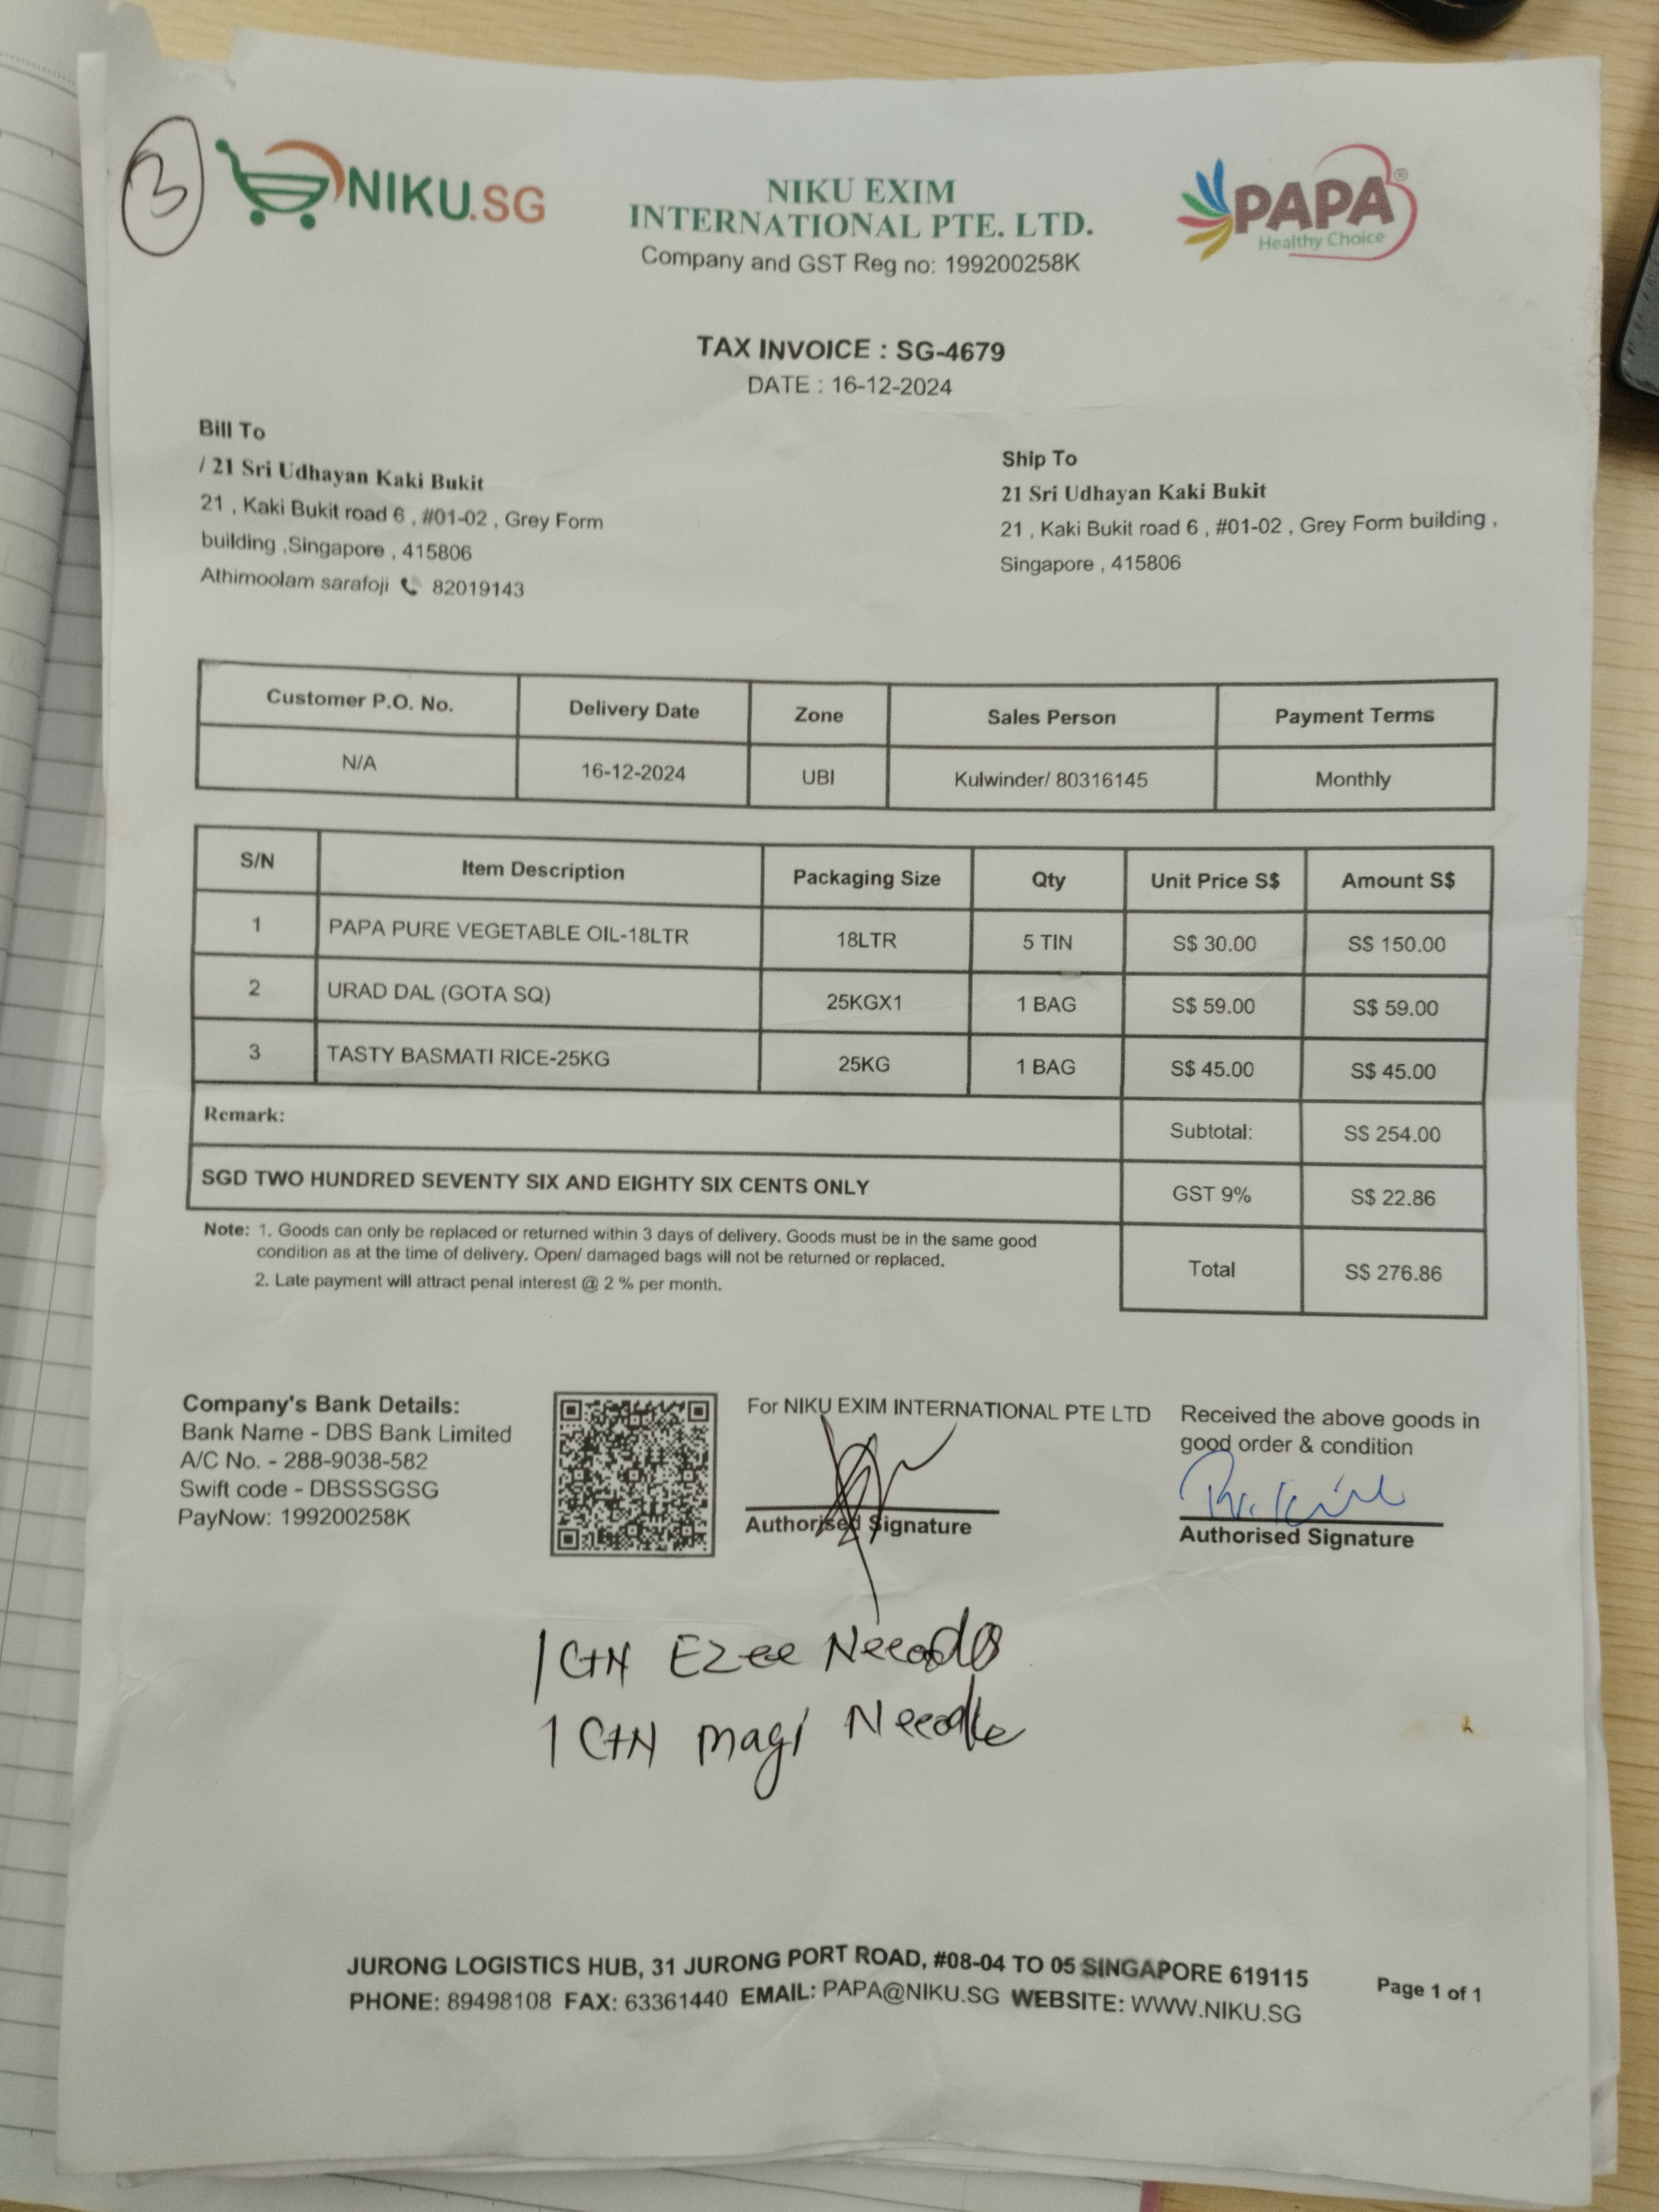 3
NIKU.SG
NIKU EXIM
INTERNATIONAL PTE. LTD.
Company and GST Reg no: 199200258K
PAPA®
Healthy Choice
TAX INVOICE : SG-4679
DATE : 16-12-2024
Bill To
/ 21 Sri Udhayan Kaki Bukit
21 , Kaki Bukit road 6 , #01-02 , Grey Form
building ,Singapore , 415806
Athimoolam sarafoji 82019143
Ship To
21 Sri Udhayan Kaki Bukit
21 , Kaki Bukit road 6 , #01-02 , Grey Form building ,
Singapore , 415806
Customer P.O. No. Delivery Date Zone Sales Person Payment Terms
N/A 16-12-2024 UBI Kulwinder/ 80316145 Monthly
S/N Item Description Packaging Size Qty Unit Price S$ Amount S$
1 PAPA PURE VEGETABLE OIL-18LTR 18LTR 5 TIN S$ 30.00 S$ 150.00
2 URAD DAL (GOTA SQ) 25KGX1 1 BAG S$ 59.00 S$ 59.00
3 TASTY BASMATI RICE-25KG 25KG 1 BAG S$ 45.00 S$ 45.00
Remark: Subtotal: S$ 254.00
SGD TWO HUNDRED SEVENTY SIX AND EIGHTY SIX CENTS ONLY GST 9% S$ 22.86
Total S$ 276.86
Note: 1. Goods can only be replaced or returned within 3 days of delivery. Goods must be in the same good
condition as at the time of delivery. Open/ damaged bags will not be returned or replaced.
2. Late payment will attract penal interest @ 2 % per month.
Company's Bank Details:
Bank Name - DBS Bank Limited
A/C No. - 288-9038-582
Swift code - DBSSSGSG
PayNow: 199200258K
For NIKU EXIM INTERNATIONAL PTE LTD
Authorised Signature
Received the above goods in
good order & condition
Authorised Signature
1 CTN Ezee
1 CTN magi Needle
JURONG LOGISTICS HUB, 31 JURONG PORT ROAD, #08-04 TO 05 SINGAPORE 619115
PHONE: 89498108 FAX: 63361440 EMAIL: PAPA@NIKU.SG WEBSITE: WWW.NIKU.SG
Page 1 of 1